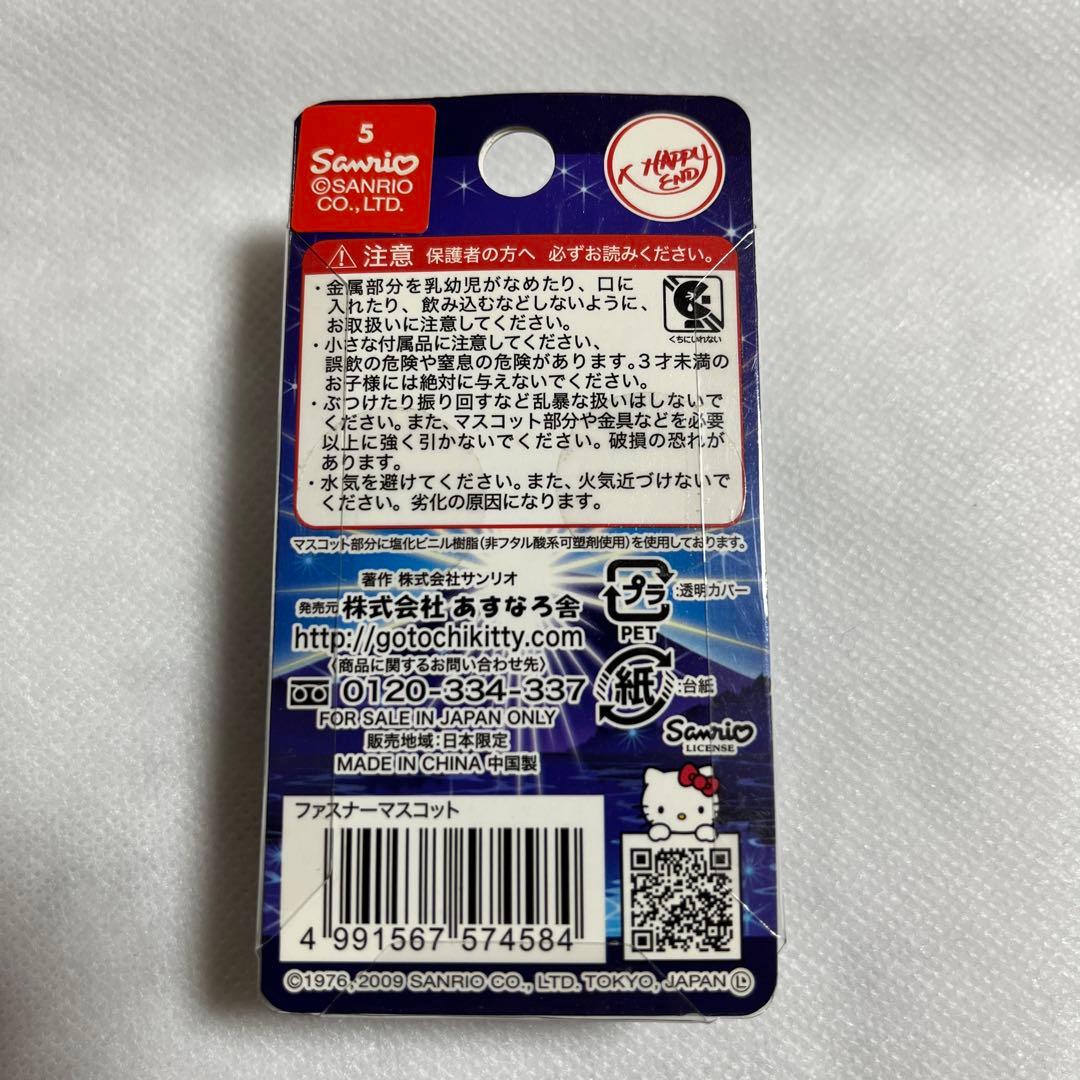 5
Sanrio
©SANRIO
CO., LTD.
HAPPY
END
注意 保護者の方へ 必ずお読みください。
・金属部分を乳幼児がなめたり、口に
入れたり、飲み込むなどしないように、
お取扱いに注意してください。
くちにいれない
・小さな付属品に注意してください、
誤飲の危険や窒息の危険があります。3才未満の
お子様には絶対に与えないでください。
・ぶつけたり振り回すなど乱暴な扱いはしないで
ください。また、マスコット部分や金具などを必要
以上に強く引かないでください。破損の恐れが
あります。
・水気を避けてください。また、火気近づけないで
ください。劣化の原因になります。
マスコット部分に塩化ビニル樹脂(非フタル酸系可塑剤使用)を使用しております。
著作 株式会社サンリオ
発売元 株式会社 あすなろ舎
http://gotochikitty.com
〈商品に関するお問い合わせ先〉
0120-334-337
FOR SALE IN JAPAN ONLY
販売地域:日本限定
MADE IN CHINA 中国製
プラ :透明カバー
PET
紙 :台紙
Sanrio
LICENSE
ファスナーマスコット
4 991567 574584
©1976, 2009 SANRIO CO., LTD. TOKYO, JAPAN Ⓛ